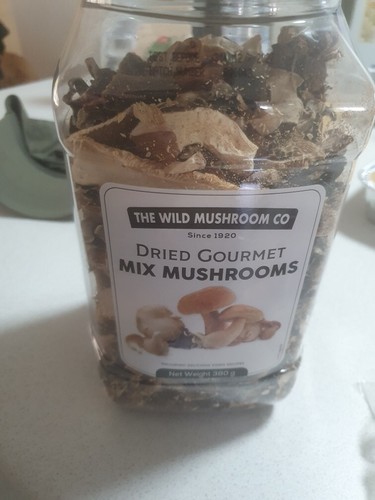 THE WILD MUSHROOM CO
Since 1920
DRIED GOURMET
MIX MUSHROOMS
Net Weight 380 g